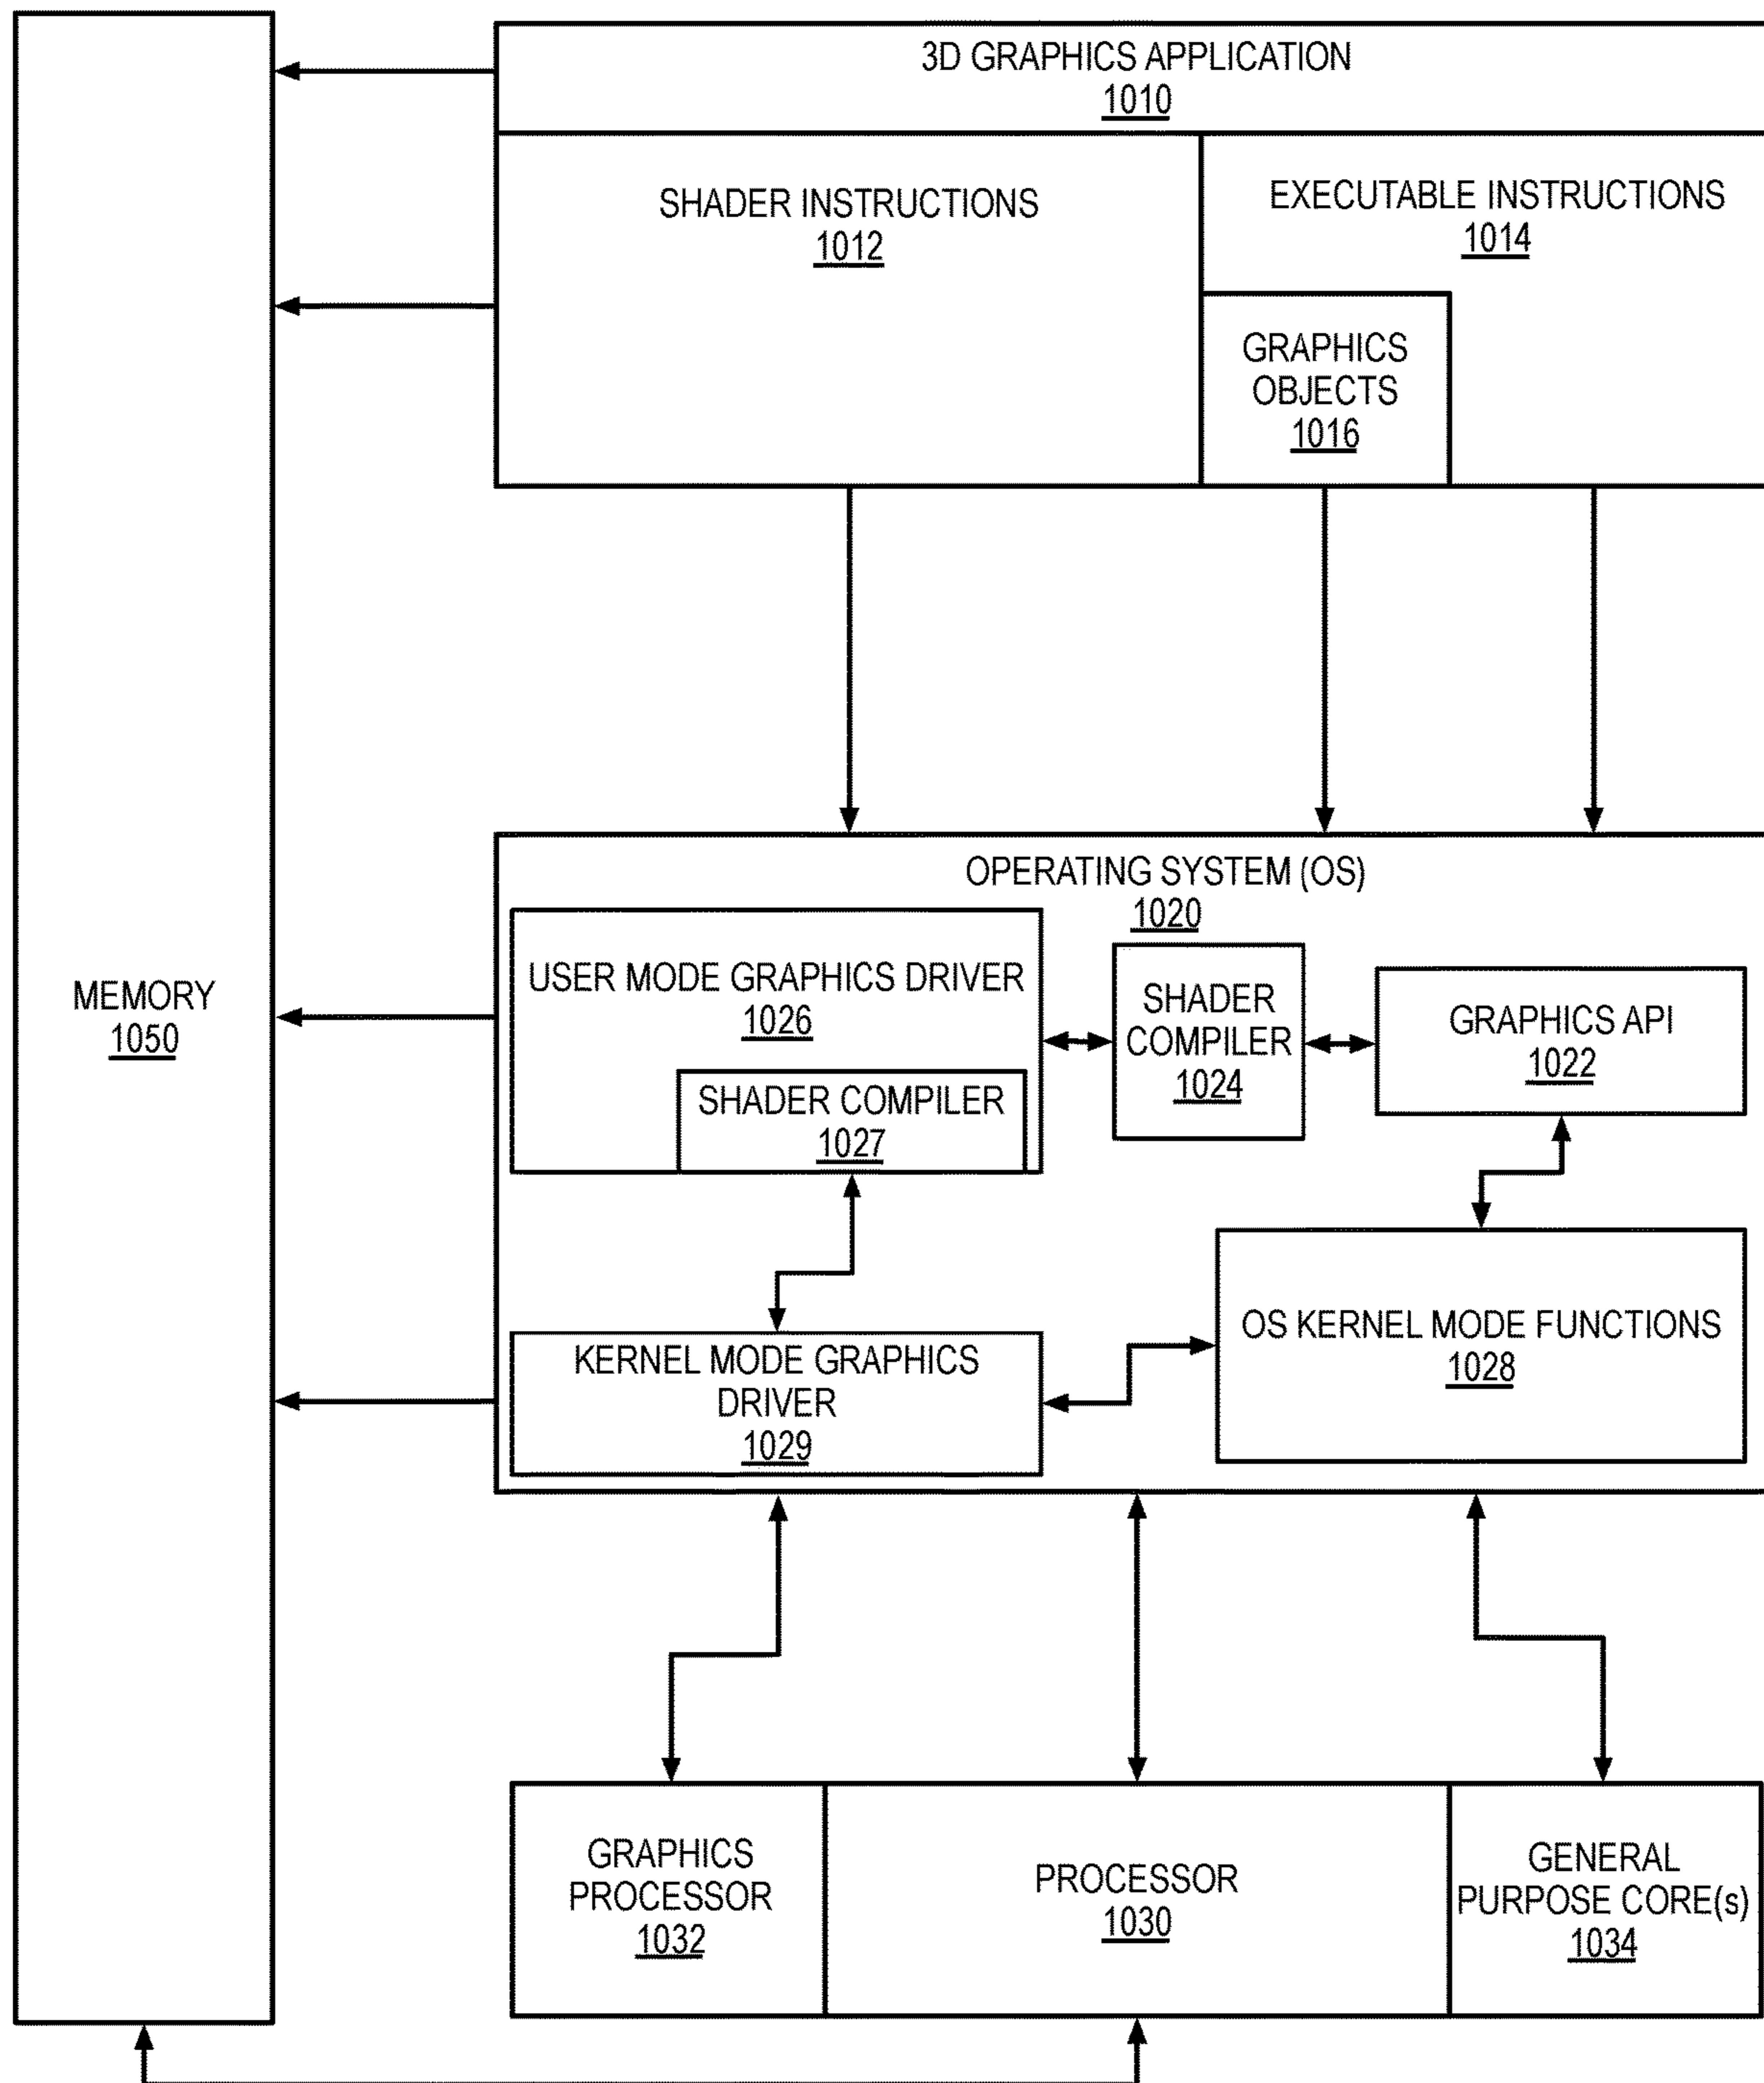 3D GRAPHICS APPLICATION
1010
SHADER INSTRUCTIONS
1012
EXECUTABLE INSTRUCTIONS
1014
GRAPHICS
OBJECTS
1016
MEMORY
1050
OPERATING SYSTEM (OS)
1020
USER MODE GRAPHICS DRIVER
1026
SHADER COMPILER
1027
SHADER
COMPILER
1024
GRAPHICS API
1022
KERNEL MODE GRAPHICS
DRIVER
1029
OS KERNEL MODE FUNCTIONS
1028
GRAPHICS
PROCESSOR
1032
PROCESSOR
1030
GENERAL
PURPOSE CORE(s)
1034